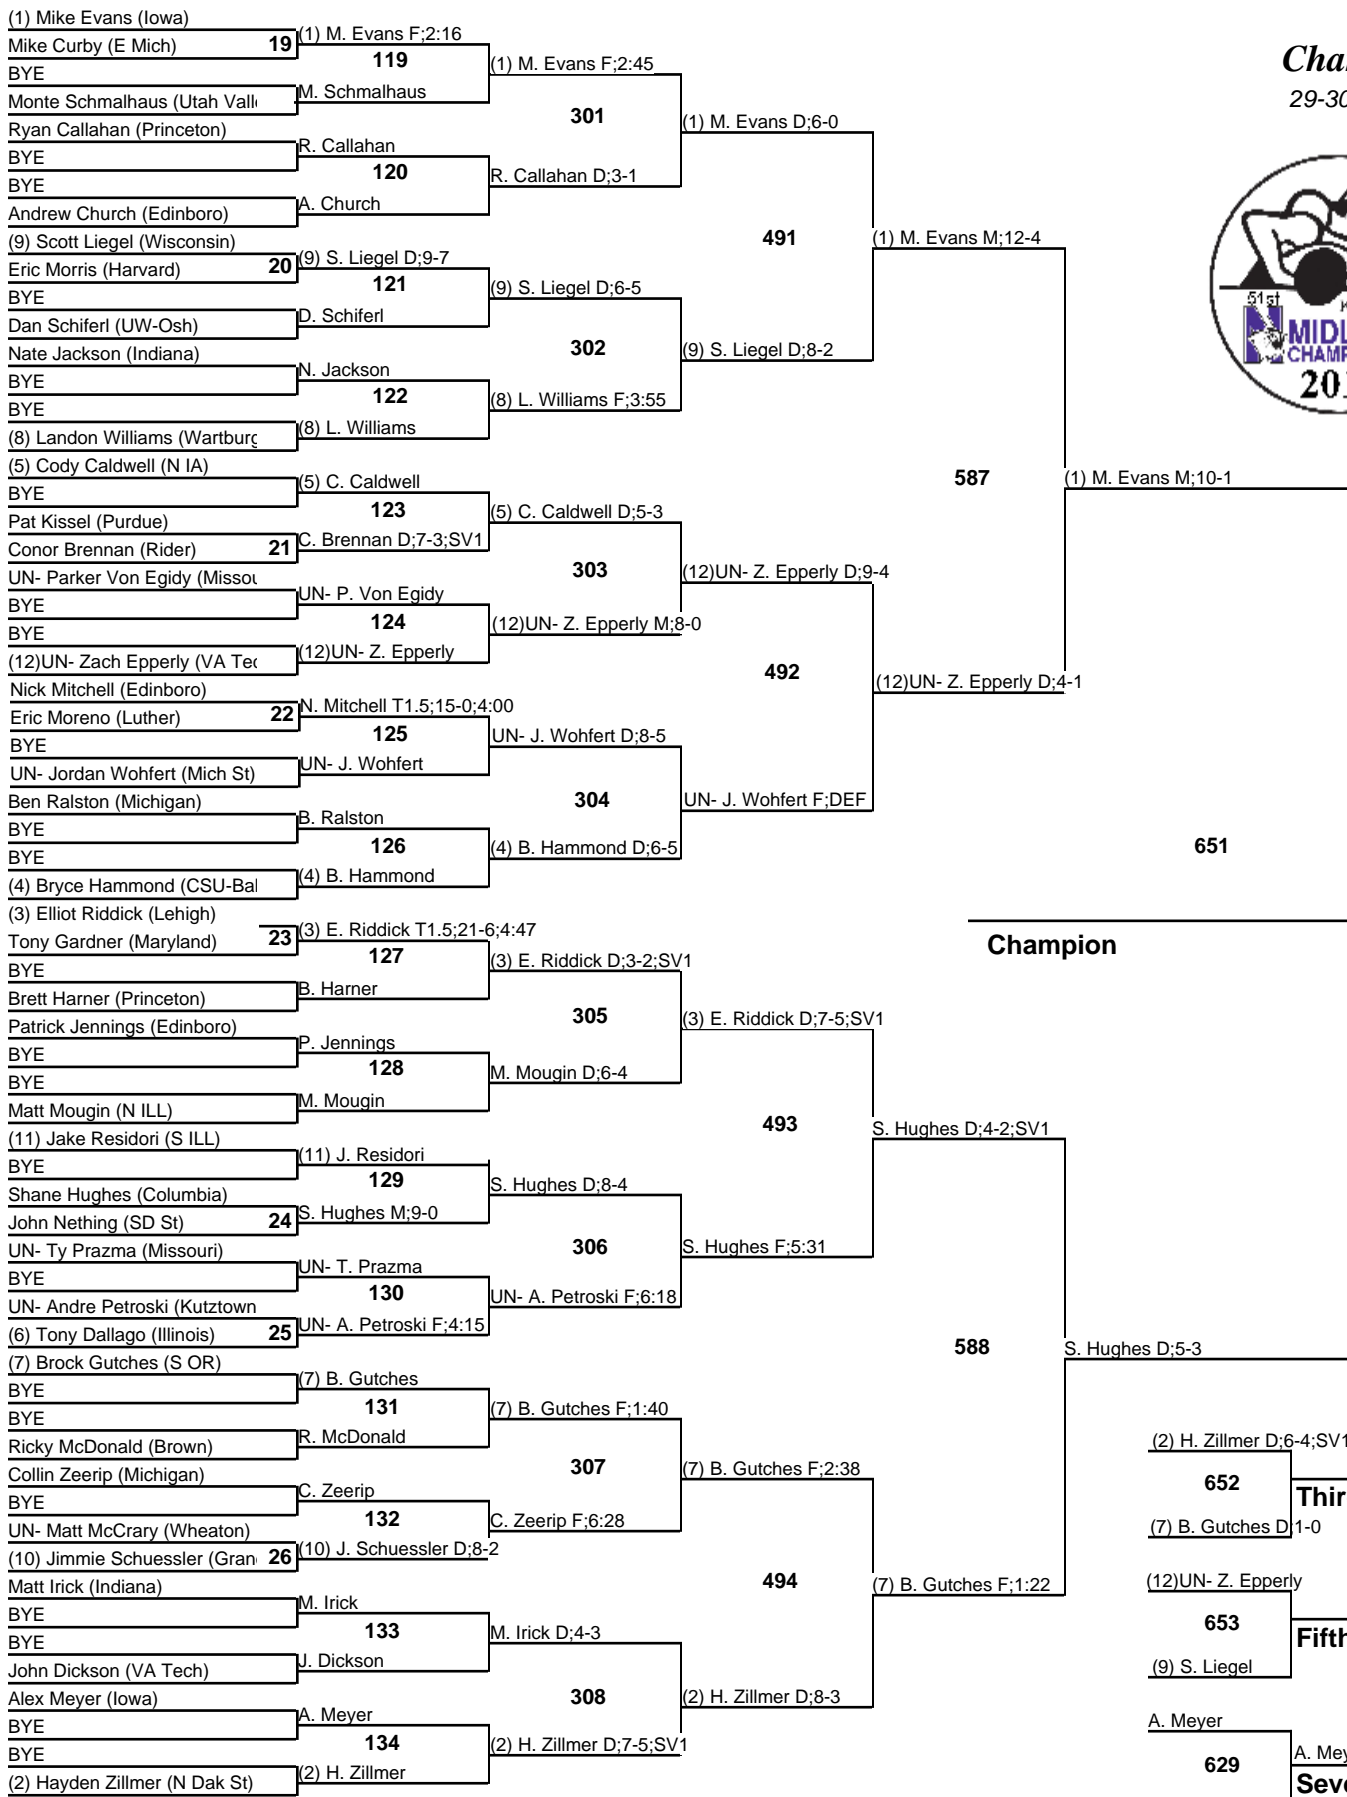 (1) Mike Evans (Iowa)
Mike Curby (E Mich)
19
BYE
Monte Schmalhaus (Utah Vall
Ryan Callahan (Princeton)
BYE
BYE
Andrew Church (Edinboro)
(9) Scott Liegel (Wisconsin)
Eric Morris (Harvard)
20
BYE
Dan Schiferl (UW-Osh)
Nate Jackson (Indiana)
BYE
BYE
(8) Landon Williams (Wartburg
(5) Cody Caldwell (N IA)
BYE
Pat Kissel (Purdue)
Conor Brennan (Rider)
21
UN- Parker Von Egidy (Missou
BYE
BYE
(12)UN- Zach Epperly (VA Tec
Nick Mitchell (Edinboro)
Eric Moreno (Luther)
22
BYE
UN- Jordan Wohfert (Mich St)
Ben Ralston (Michigan)
BYE
BYE
(4) Bryce Hammond (CSU-Bal
(3) Elliot Riddick (Lehigh)
Tony Gardner (Maryland)
23
BYE
Brett Harner (Princeton)
Patrick Jennings (Edinboro)
BYE
BYE
Matt Mougin (N ILL)
(11) Jake Residori (S ILL)
BYE
Shane Hughes (Columbia)
John Nething (SD St)
24
UN- Ty Prazma (Missouri)
BYE
UN- Andre Petroski (Kutztown
(6) Tony Dallago (Illinois)
25
(7) Brock Gutches (S OR)
BYE
BYE
Ricky McDonald (Brown)
Collin Zeerip (Michigan)
BYE
UN- Matt McCrary (Wheaton)
(10) Jimmie Schuessler (Gran
26
Matt Irick (Indiana)
BYE
BYE
John Dickson (VA Tech)
Alex Meyer (Iowa)
BYE
BYE
(2) Hayden Zillmer (N Dak St)
(1) M. Evans F;2:16
119
M. Schmalhaus
R. Callahan
120
A. Church
(9) S. Liegel D;9-7
121
D. Schiferl
N. Jackson
122
(8) L. Williams
(5) C. Caldwell
123
C. Brennan D;7-3;SV1
UN- P. Von Egidy
124
(12)UN- Z. Epperly
N. Mitchell T1.5;15-0;4:00
125
UN- J. Wohfert
B. Ralston
126
(4) B. Hammond
(3) E. Riddick T1.5;21-6;4:47
127
B. Harner
P. Jennings
128
M. Mougin
(11) J. Residori
129
S. Hughes M;9-0
UN- T. Prazma
130
UN- A. Petroski F;4:15
(7) B. Gutches
131
R. McDonald
C. Zeerip
132
(10) J. Schuessler D;8-2
M. Irick
133
J. Dickson
A. Meyer
134
(2) H. Zillmer
(1) M. Evans F;2:45
301
R. Callahan D;3-1
(9) S. Liegel D;6-5
302
(8) L. Williams F;3:55
(5) C. Caldwell D;5-3
303
(12)UN- Z. Epperly M;8-0
UN- J. Wohfert D;8-5
304
(4) B. Hammond D;6-5
(3) E. Riddick D;3-2;SV1
305
M. Mougin D;6-4
S. Hughes D;8-4
306
UN- A. Petroski F;6:18
(7) B. Gutches F;1:40
307
C. Zeerip F;6:28
M. Irick D;4-3
308
(2) H. Zillmer D;7-5;SV1
(1) M. Evans D;6-0
491
(9) S. Liegel D;8-2
(12)UN- Z. Epperly D;9-4
492
UN- J. Wohfert F;DEF
(3) E. Riddick D;7-5;SV1
493
S. Hughes F;5:31
(7) B. Gutches F;2:38
494
(2) H. Zillmer D;8-3
(1) M. Evans M;12-4
587
(12)UN- Z. Epperly D;4-1
S. Hughes D;4-2;SV1
588
(7) B. Gutches F;1:22
(1) M. Evans M;10-1
651
S. Hughes D;5-3
Champion
Cha
29-30
51st
N
MIDL
CHAMP
201
(2) H. Zillmer D;6-4;SV1
652
Thir
(7) B. Gutches D;1-0
(12)UN- Z. Epperly
653
Fifth
(9) S. Liegel
A. Meyer
629
A. Mey
Seve